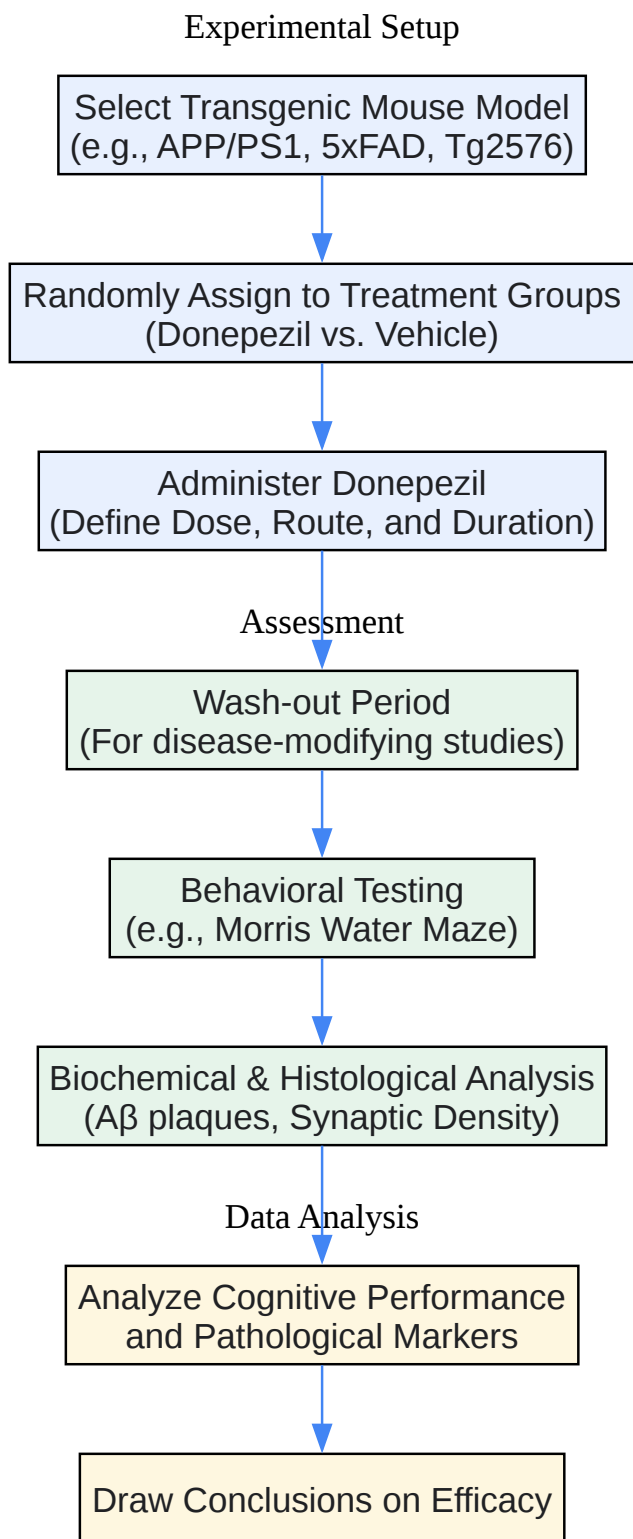 Experimental Setup
Select Transgenic Mouse Model
(e.g., APP/PS1, 5xFAD, Tg2576)
Randomly Assign to Treatment Groups
(Donepezil vs. Vehicle)
Administer Donepezil
(Define Dose, Route, and Duration)
Assessment
Wash-out Period
(For disease-modifying studies)
Behavioral Testing
(e.g., Morris Water Maze)
Biochemical & Histological Analysis
(Aβ plaques, Synaptic Density)
Data Analysis
Analyze Cognitive Performance
and Pathological Markers
Draw Conclusions on Efficacy